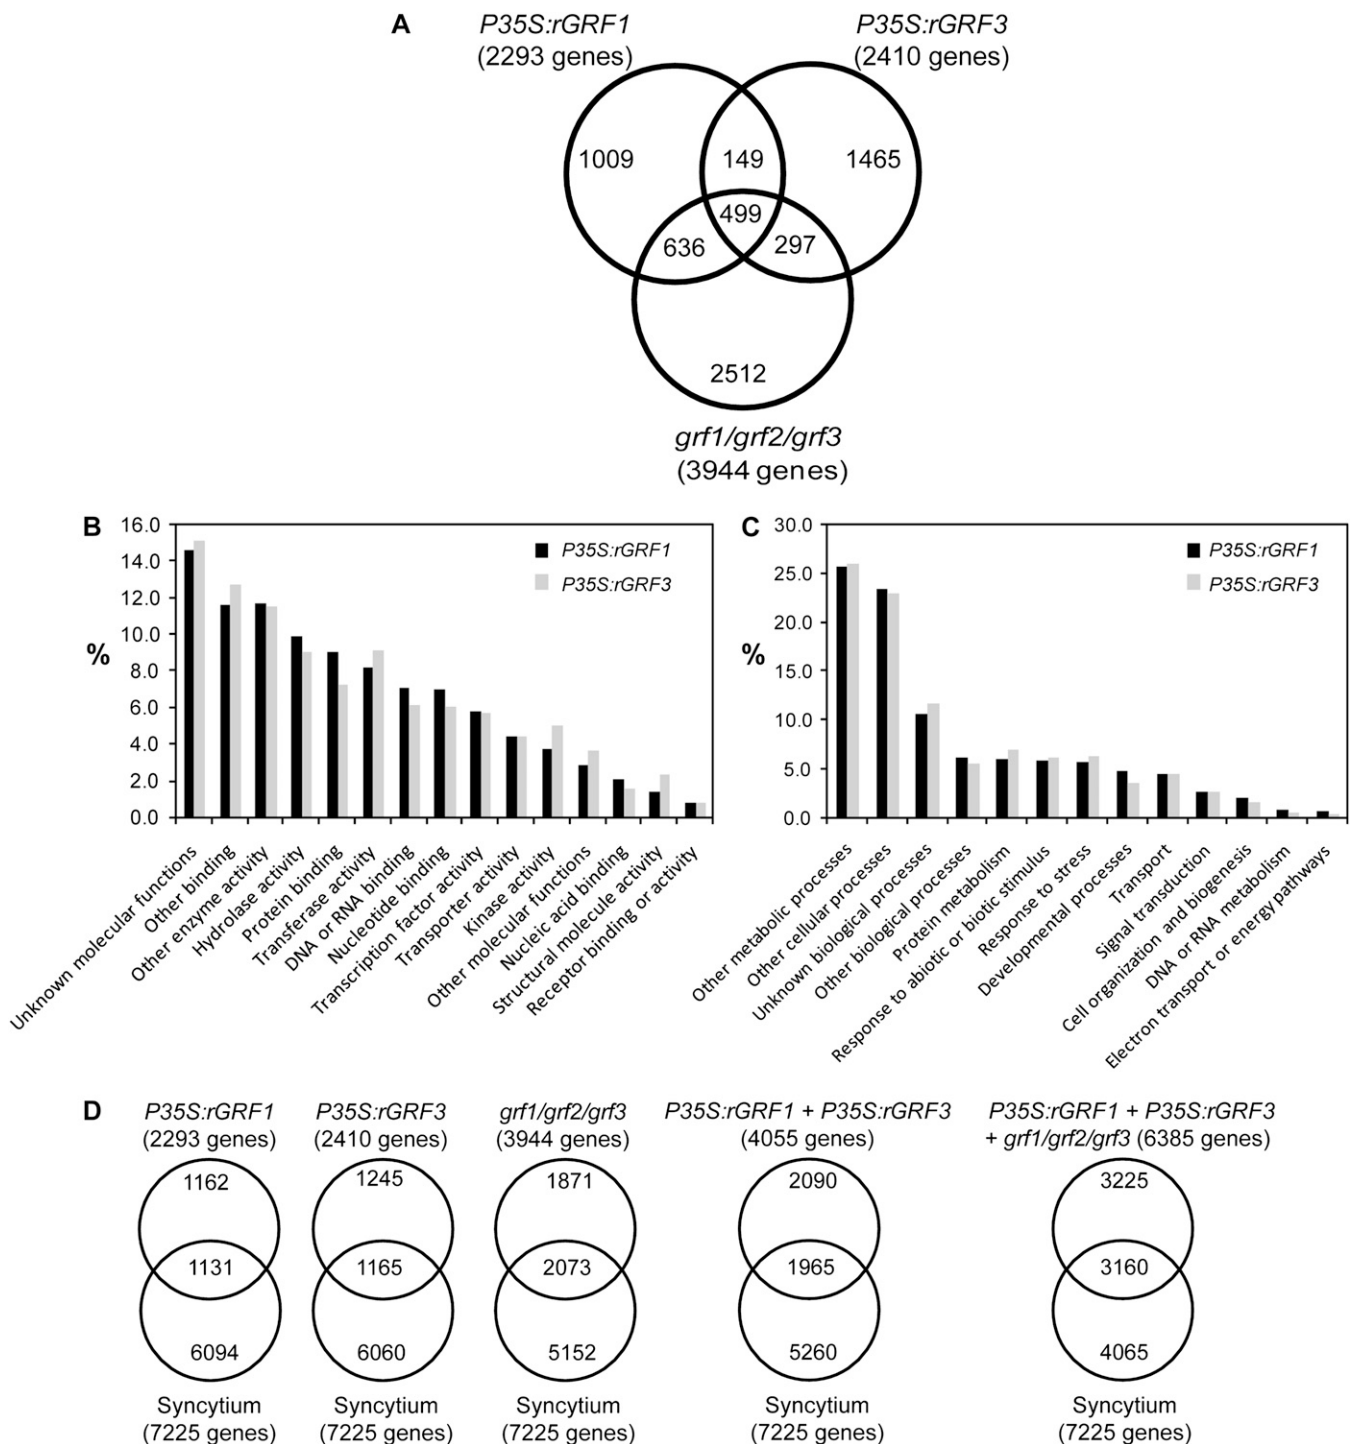 A
P35S:rGRF1
(2293 genes)
P35S:rGRF3
(2410 genes)
1009
149
1465
499
636
297
2512
grf1/grf2/grf3
(3944 genes)
B
16.0
14.0
12.0
10.0
8.0
6.0
4.0
2.0
0.0
%
P35S:rGRF1
P35S:rGRF3
Unknown molecular functions
Other binding
Other enzyme activity
Hydrolase activity
Protein binding
Transferase activity
DNA or RNA binding
Nucleotide binding
Transcription factor activity
Transporter activity
Kinase activity
Other molecular functions
Nucleic acid binding
Structural molecule activity
Receptor binding or activity
C
30.0
25.0
20.0
15.0
10.0
5.0
0.0
%
P35S:rGRF1
P35S:rGRF3
Other metabolic processes
Other cellular processes
Unknown biological processes
Other biological processes
Protein metabolism
Response to abiotic or biotic stimulus
Response to stress
Developmental processes
Transport
Signal transduction
Cell organization and biogenesis
DNA or RNA metabolism
Electron transport or energy pathways
D
P35S:rGRF1
(2293 genes)
1162
1131
6094
Syncytium
(7225 genes)
P35S:rGRF3
(2410 genes)
1245
1165
6060
Syncytium
(7225 genes)
grf1/grf2/grf3
(3944 genes)
1871
2073
5152
Syncytium
(7225 genes)
P35S:rGRF1 + P35S:rGRF3
(4055 genes)
2090
1965
5260
Syncytium
(7225 genes)
P35S:rGRF1 + P35S:rGRF3
+ grf1/grf2/grf3 (6385 genes)
3225
3160
4065
Syncytium
(7225 genes)